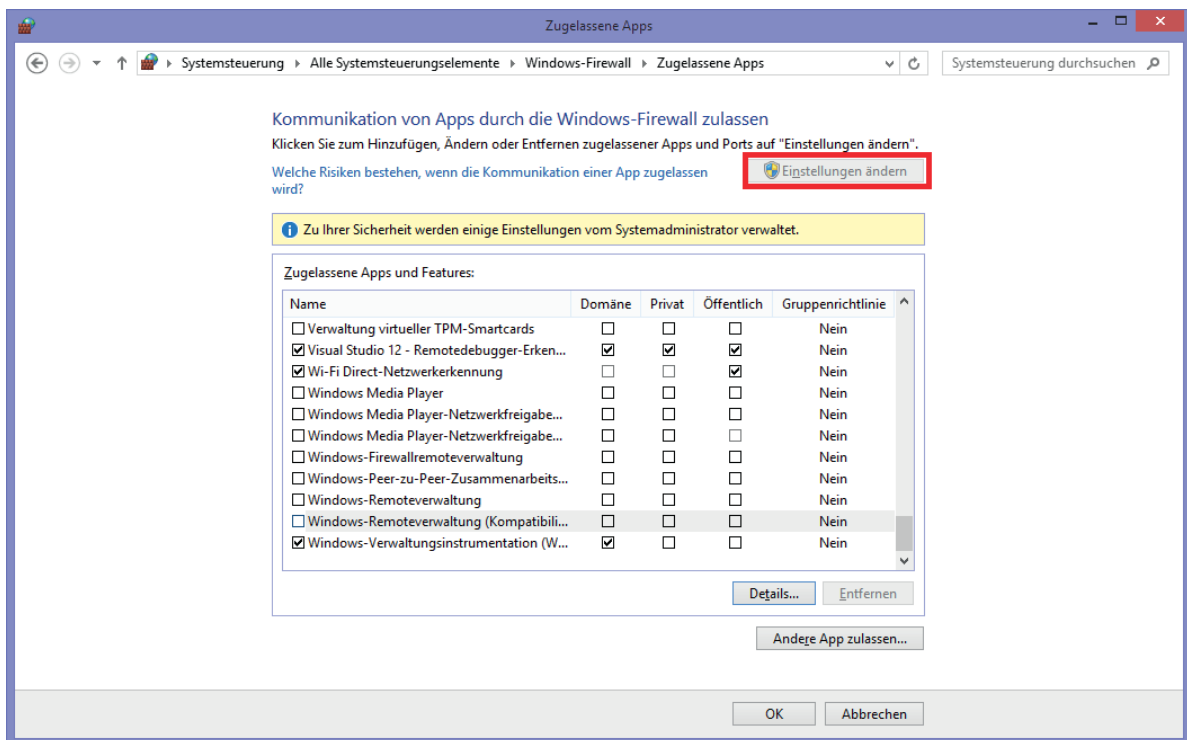 Zugelassene Apps
Systemsteuerung Alle Systemsteuerungselemente Windows-Firewall Zugelassene Apps
Systemsteuerung durchsuchen
Kommunikation von Apps durch die Windows-Firewall zulassen
Klicken Sie zum Hinzufügen, Ändern oder Entfernen zugelassener Apps und Ports auf "Einstellungen ändern".
Welche Risiken bestehen, wenn die Kommunikation einer App zugelassen
wird?
Einstellungen ändern
Zu Ihrer Sicherheit werden einige Einstellungen vom Systemadministrator verwaltet.
Zugelassene Apps und Features:
Name Domäne Privat Öffentlich Gruppenrichtlinie
Verwaltung virtueller TPM-Smartcards Nein
Visual Studio 12 - Remotedebugger-Erken... Nein
Wi-Fi Direct-Netzwerkerkennung Nein
Windows Media Player Nein
Windows Media Player-Netzwerkfreigabe... Nein
Windows Media Player-Netzwerkfreigabe... Nein
Windows-Firewallremoteverwaltung Nein
Windows-Peer-zu-Peer-Zusammenarbeits... Nein
Windows-Remoteverwaltung Nein
Windows-Remoteverwaltung (Kompatibili... Nein
Windows-Verwaltungsinstrumentation (W... Nein
Details... Entfernen
Andere App zulassen...
OK Abbrechen